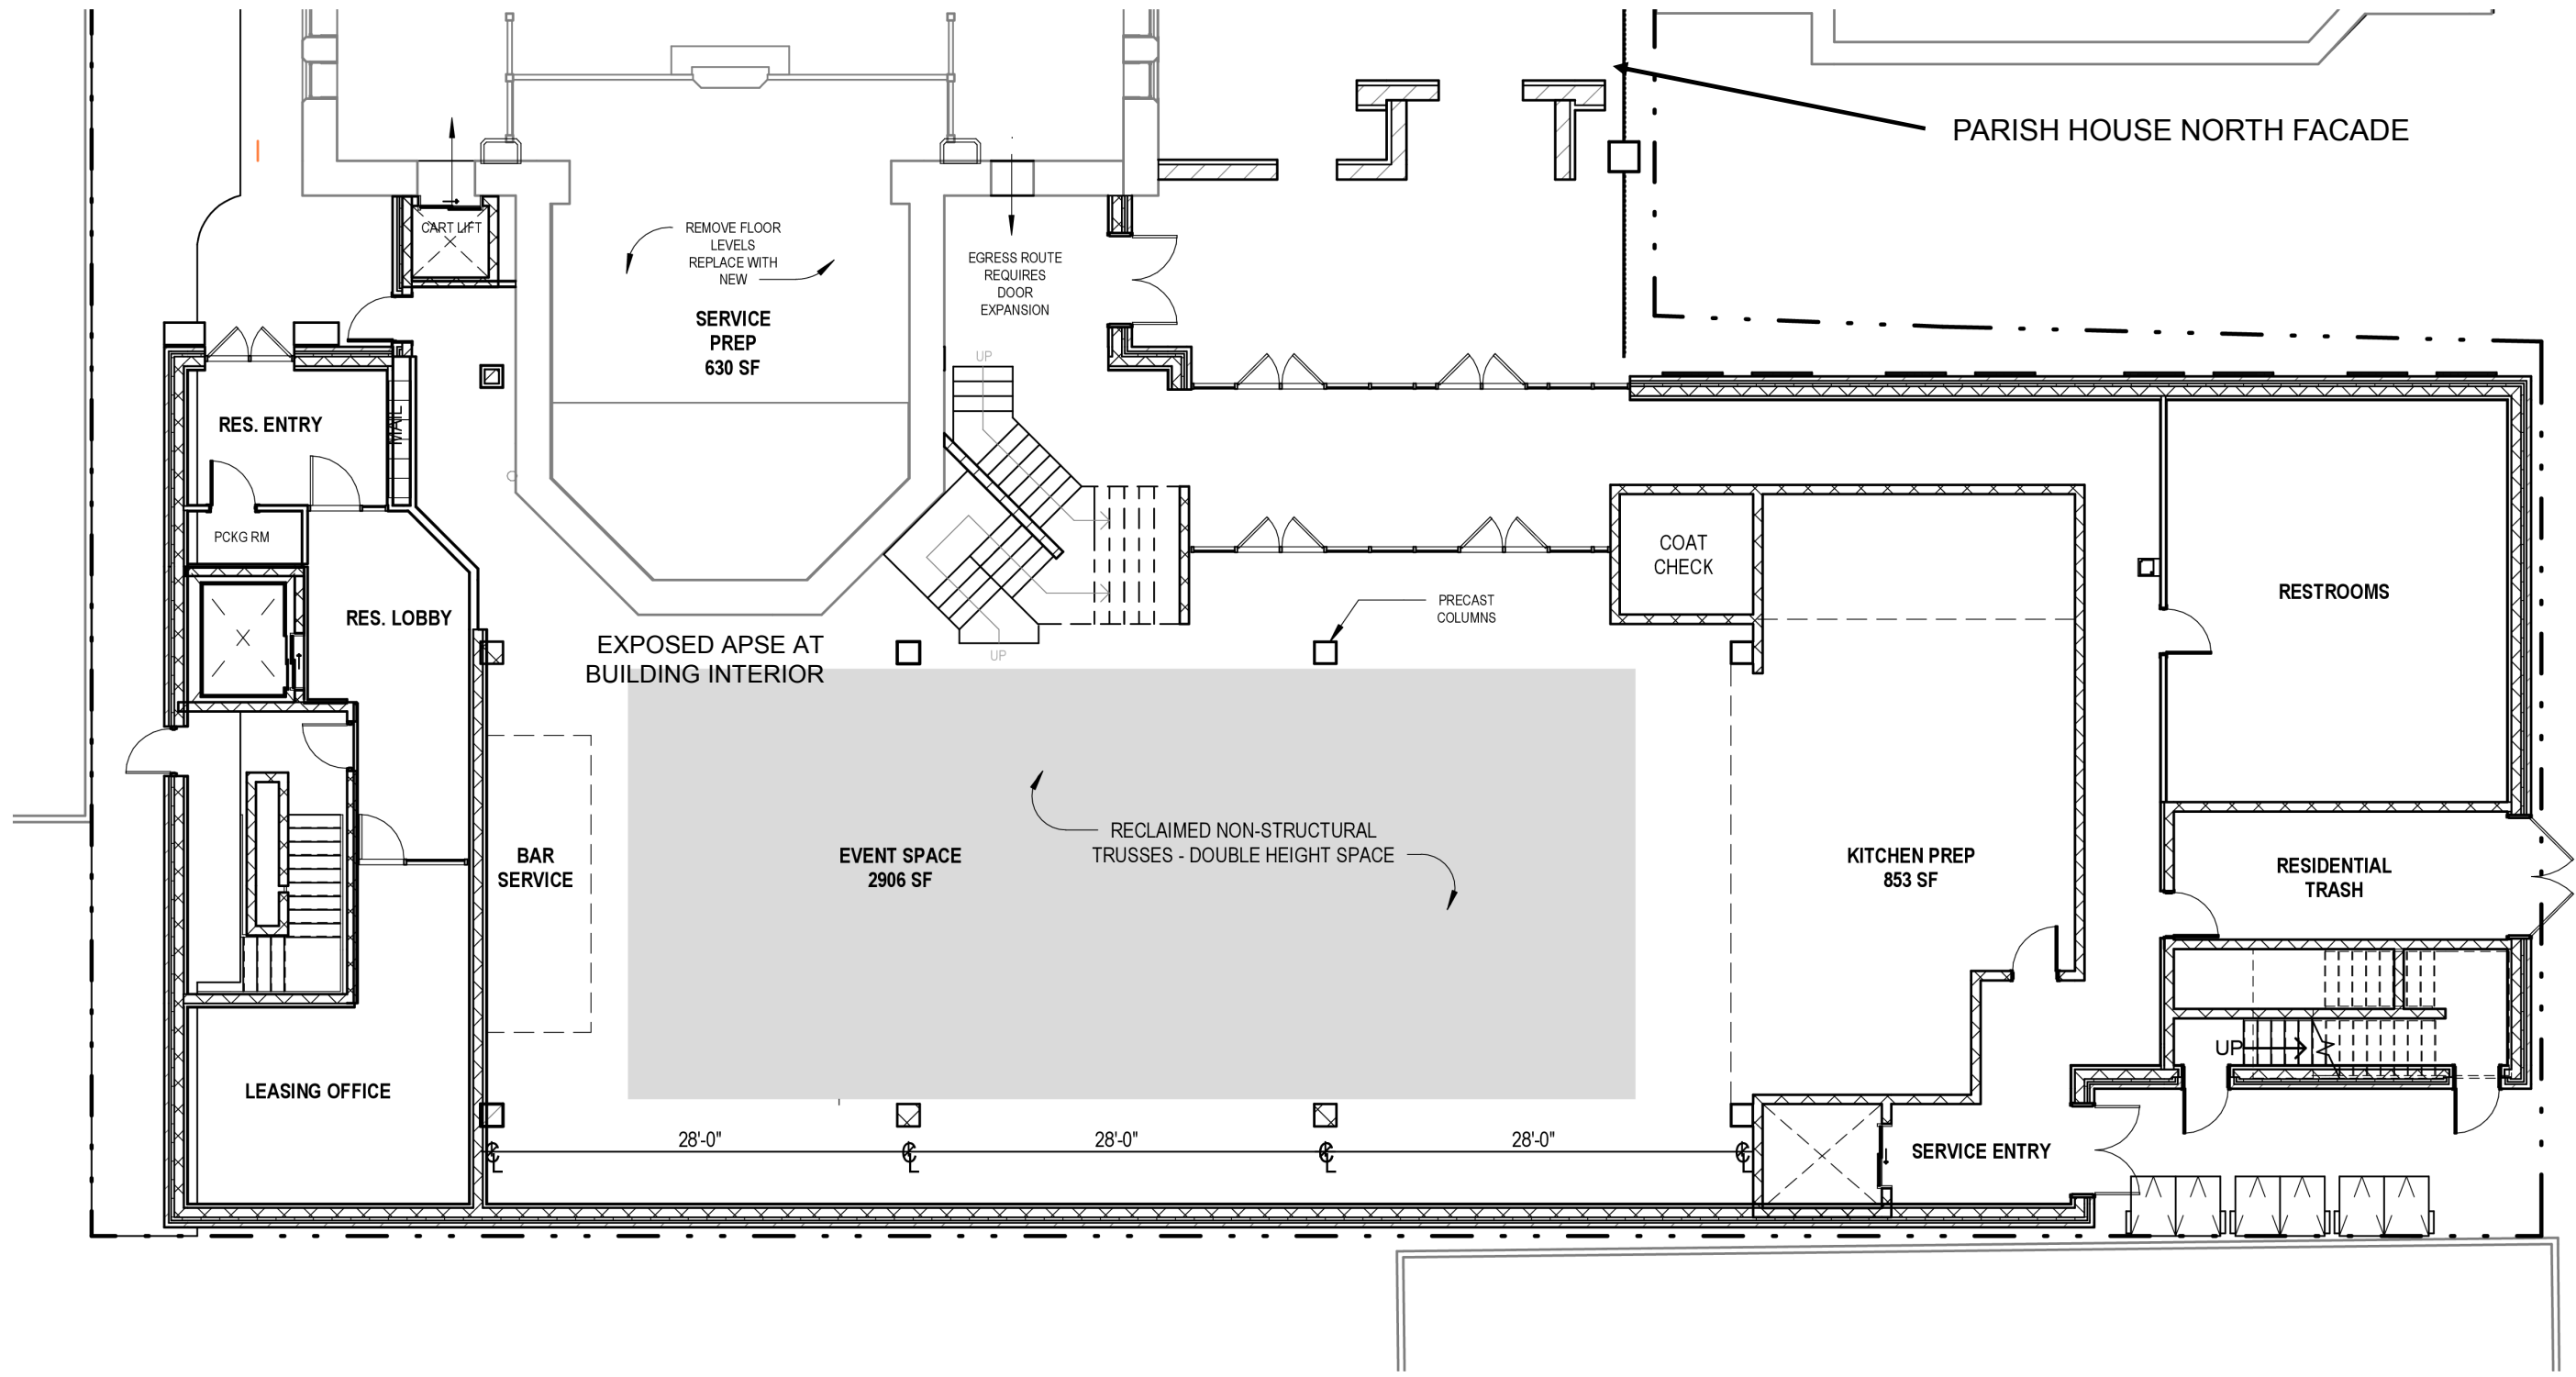 PARISH HOUSE NORTH FACADE
CART LIFT
REMOVE FLOOR
LEVELS
REPLACE WITH
NEW
EGRESS ROUTE
REQUIRES
DOOR
EXPANSION
SERVICE
PREP
630 SF
UP
RES. ENTRY
MAIL
PCKG RM
COAT
CHECK
RES. LOBBY
PRECAST
COLUMNS
RESTROOMS
EXPOSED APSE AT
BUILDING INTERIOR
UP
RECLAIMED NON-STRUCTURAL
TRUSSES - DOUBLE HEIGHT SPACE
BAR
SERVICE
EVENT SPACE
2906 SF
KITCHEN PREP
853 SF
RESIDENTIAL
TRASH
UP
LEASING OFFICE
28'-0"
28'-0"
28'-0"
SERVICE ENTRY